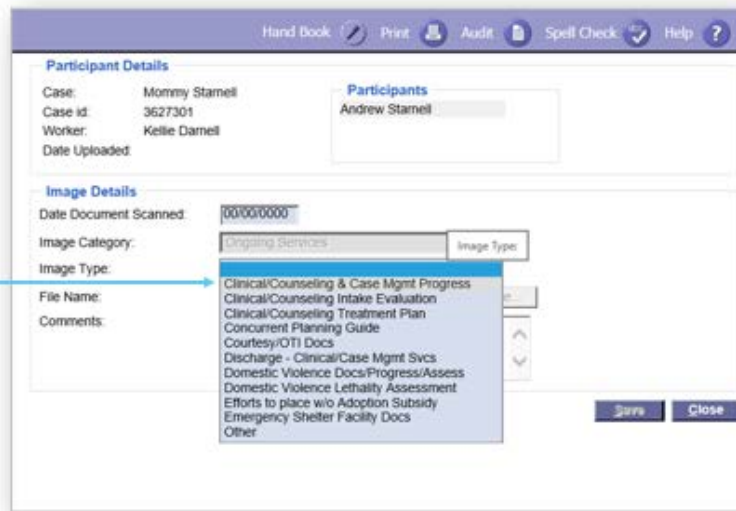 Hand Book Print Audit Spell Check Help ?
Participant Details
Case: Mommy Starnell
Case id: 3627301
Worker: Kellie Darnell
Date Uploaded:
Participants
Andrew Starnell
Image Details
Date Document Scanned: 00/00/0000
Image Category: Ongoing Services
Image Type:
Image Type:
Clinical/Counseling & Case Mgmt Progress
Clinical/Counseling Intake Evaluation
Clinical/Counseling Treatment Plan
Concurrent Planning Guide
Courtesy/OTI Docs
Discharge - Clinical/Case Mgmt Svcs
Domestic Violence Docs/Progress/Assess
Domestic Violence Lethality Assessment
Efforts to place w/o Adoption Subsidy
Emergency Shelter Facility Docs
Other
File Name:
Comments:
Save Close